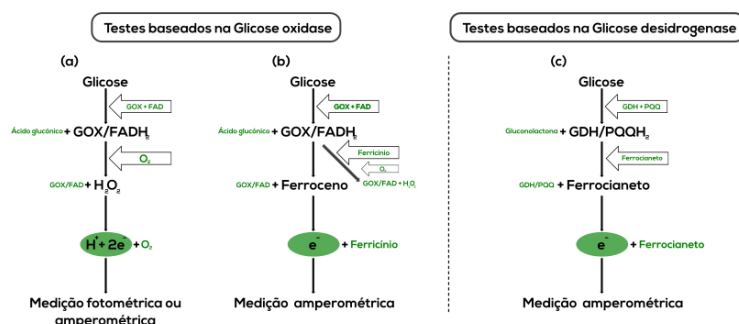 Testes baseados na Glicose oxidase
Testes baseados na Glicose desidrogenase
(a)
Glicose
GOX + FAD
Ácido glucónico + GOX/FADH₂
O₂
GOX/FAD + H₂O₂
H⁺ + 2e⁻ + O₂
Medição fotométrica ou
amperométrica
(b)
Glicose
GOX + FAD
Ácido glucónico + GOX/FADH₂
Ferricínio
O₂
GOX/FAD + Ferroceno
GOX/FAD + H₂O₂
e⁻ + Ferricínio
Medição amperométrica
(c)
Glicose
GDH + PQQ
Gluconolactona + GDH/PQQH₂
Ferrocianeto
GDH/PQQ + Ferrocianeto
e⁻ + Ferrocianeto
Medição amperométrica